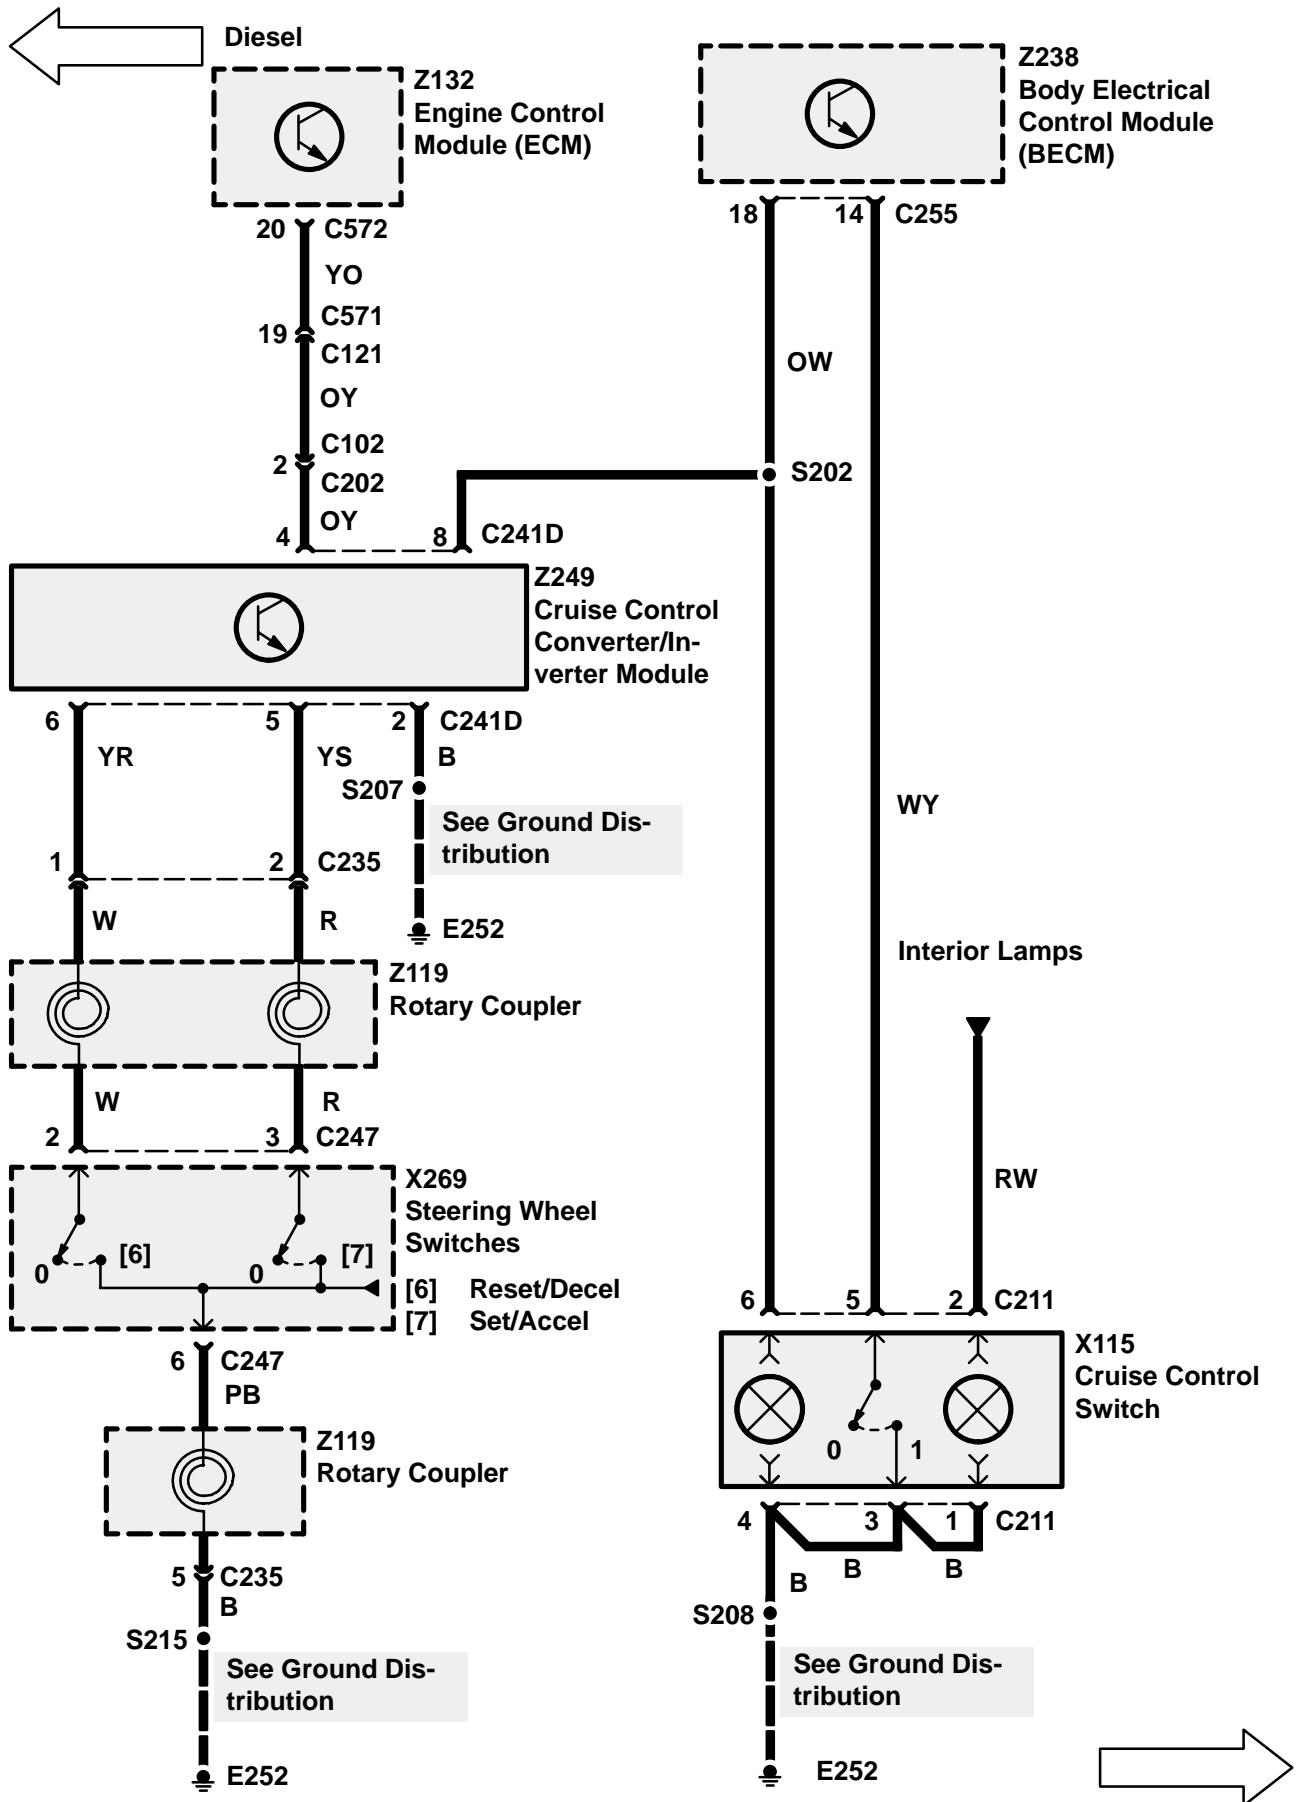 Diesel
Z132
Engine Control
Module (ECM)
Z238
Body Electrical
Control Module
(BECM)
20 C572
YO
C571
19
C121
OY
C102
2
C202
OY
4 8 C241D
18 14 C255
OW
S202
Z249
Cruise Control
Converter/In-
verter Module
6 5 2 C241D
YR YS B
S207
See Ground Dis-
tribution
1 2 C235
W R
E252
WY
Z119
Rotary Coupler
Interior Lamps
W R
2 3 C247
RW
X269
Steering Wheel
Switches
0 [6] 0 [7]
[6] Reset/Decel
[7] Set/Accel
6 5 2 C211
6 C247
PB
X115
Cruise Control
Switch
0 1
Z119
Rotary Coupler
4 3 1 C211
B B B
5 C235
B
S215
See Ground Dis-
tribution
E252
S208
See Ground Dis-
tribution
E252